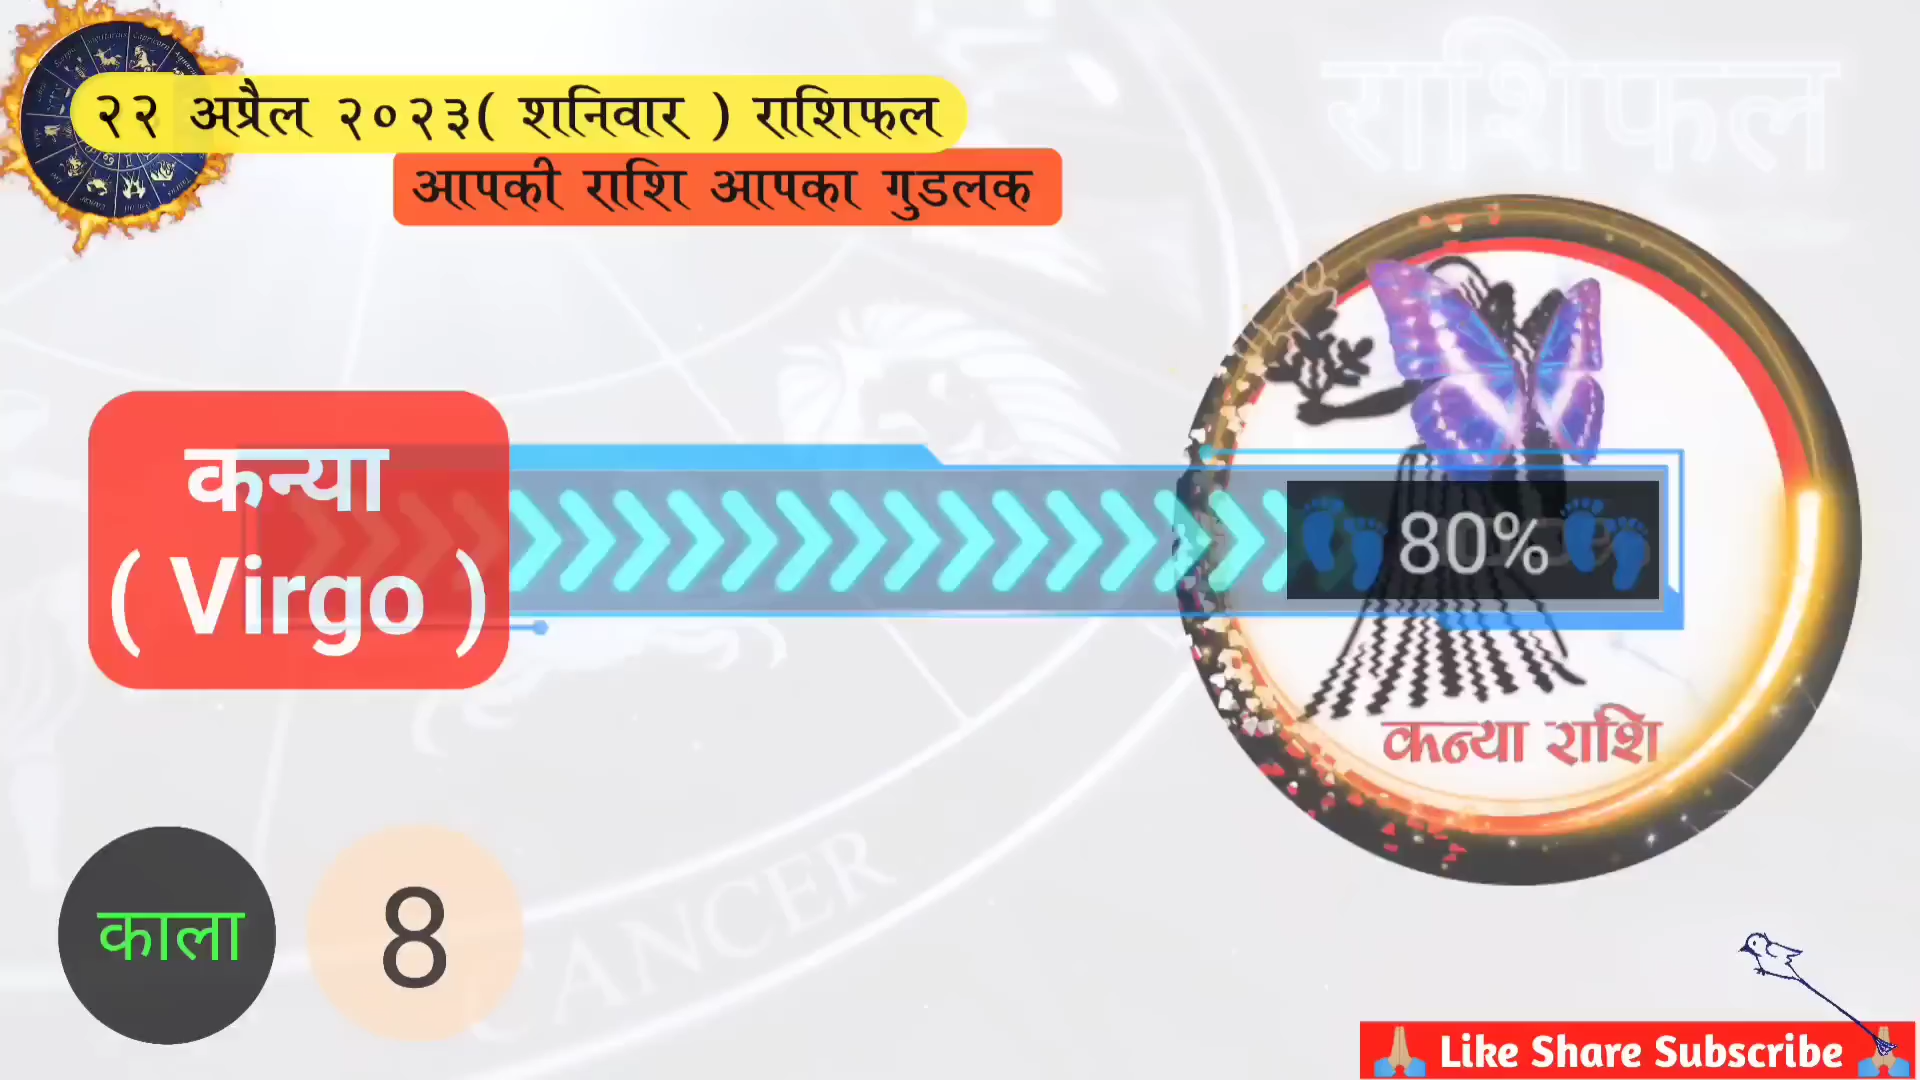 राशिफल
२२ अप्रैल २०२३( शनिवार ) राशिफल
आपकी राशि आपका गुडलक
कन्या
( Virgo )
80%
कन्या राशि
काला
8
CANCER
Like Share Subscribe